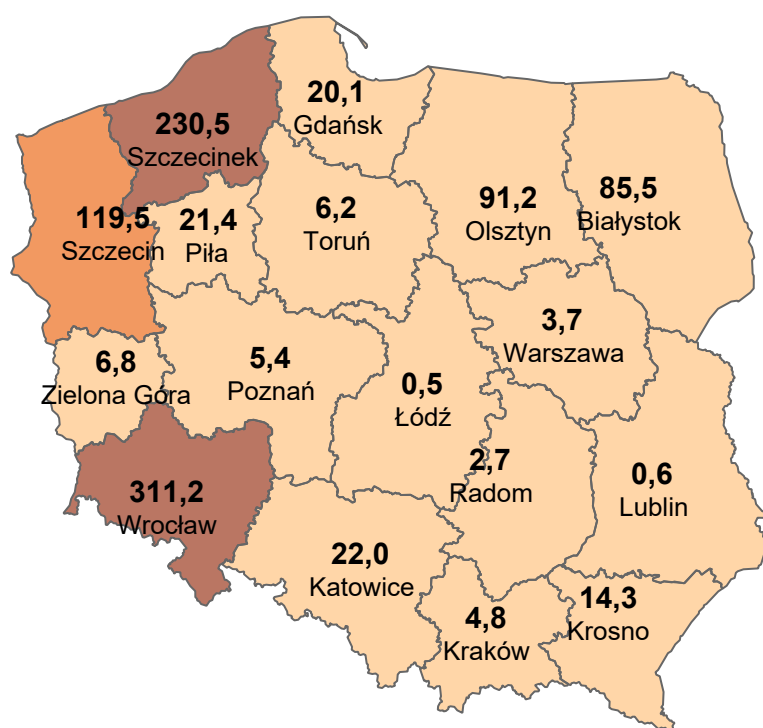 20,1
Gdańsk
230,5
Szczecinek
91,2
Olsztyn
85,5
Białystok
119,5
Szczecin
21,4
Piła
6,2
Toruń
3,7
Warszawa
6,8
Zielona Góra
5,4
Poznań
0,5
Łódź
2,7
Radom
0,6
Lublin
311,2
Wrocław
22,0
Katowice
4,8
Kraków
14,3
Krosno